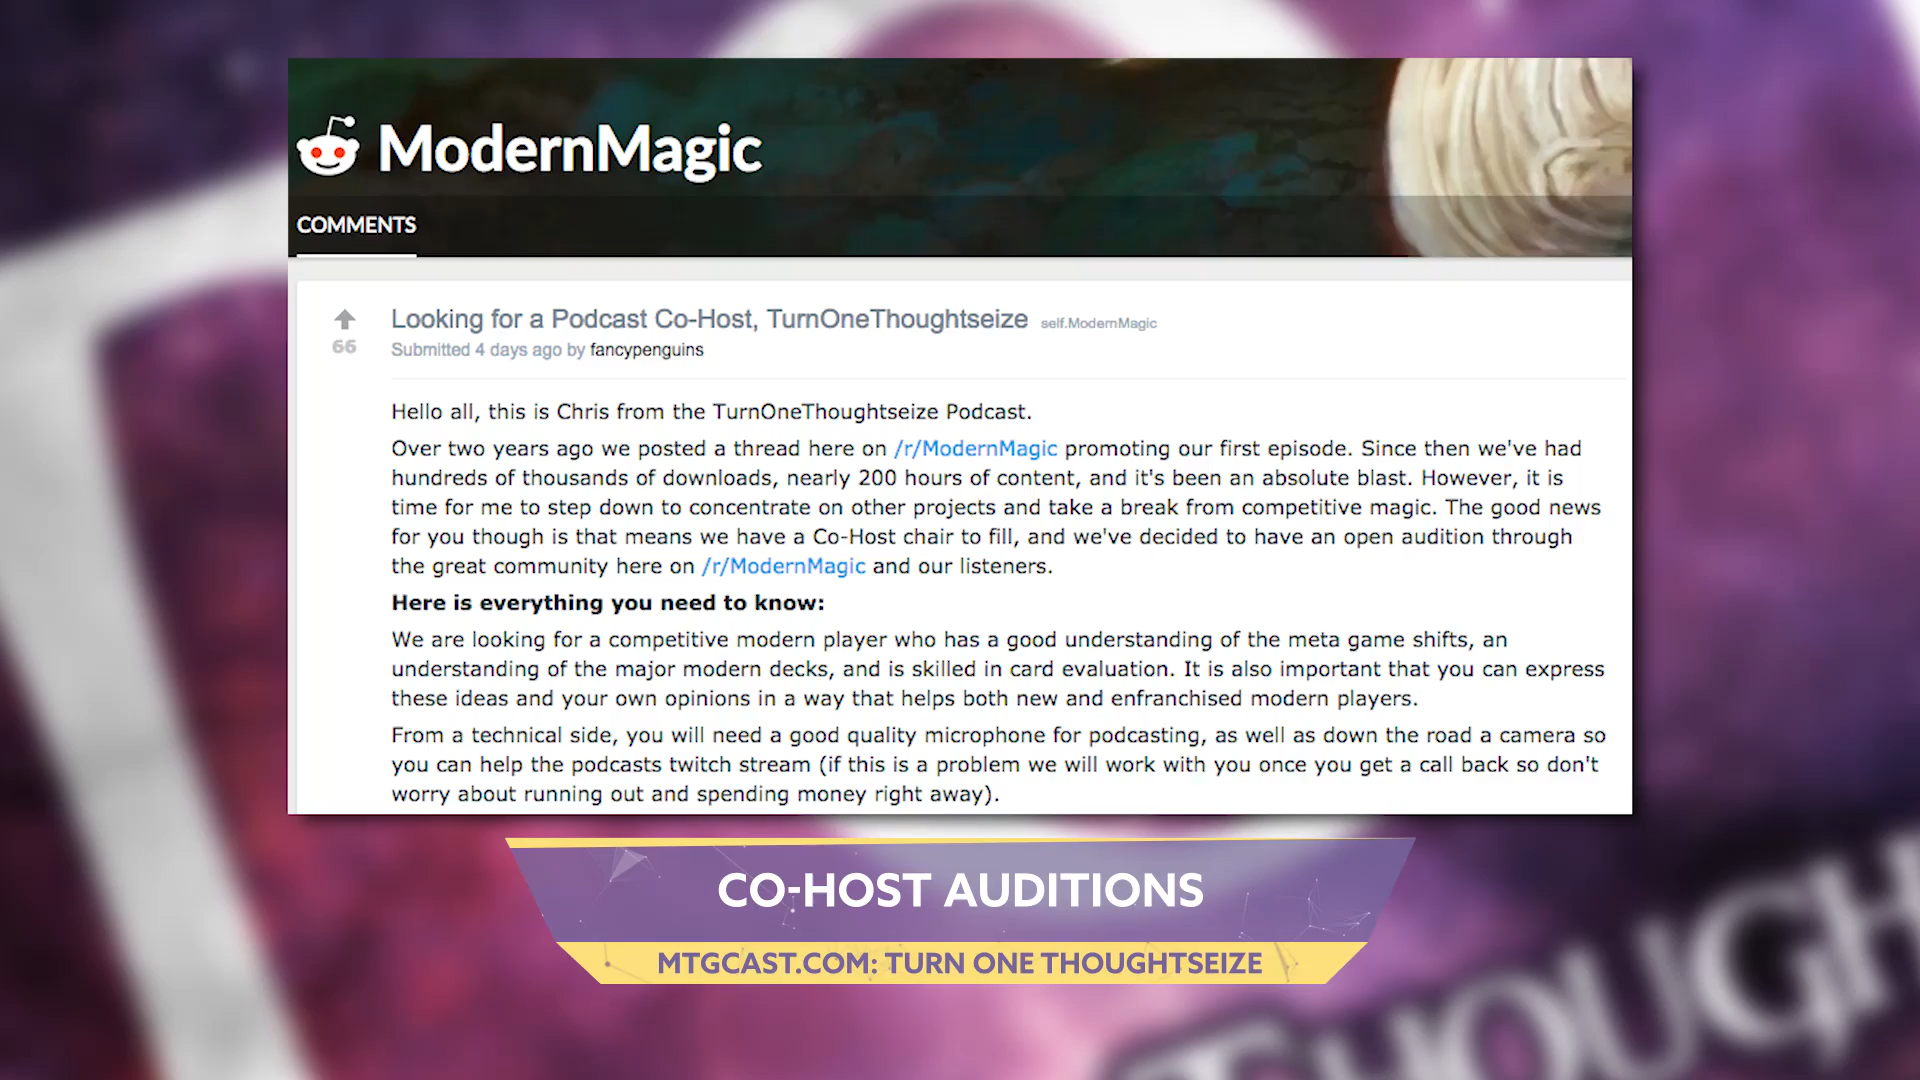 ModernMagic
COMMENTS
Looking for a Podcast Co-Host, TurnOneThoughtseize self.ModernMagic
66
Submitted 4 days ago by fancypenguins
Hello all, this is Chris from the TurnOneThoughtseize Podcast.
Over two years ago we posted a thread here on /r/ModernMagic promoting our first episode. Since then we've had
hundreds of thousands of downloads, nearly 200 hours of content, and it's been an absolute blast. However, it is
time for me to step down to concentrate on other projects and take a break from competitive magic. The good news
for you though is that means we have a Co-Host chair to fill, and we've decided to have an open audition through
the great community here on /r/ModernMagic and our listeners.
Here is everything you need to know:
We are looking for a competitive modern player who has a good understanding of the meta game shifts, an
understanding of the major modern decks, and is skilled in card evaluation. It is also important that you can express
these ideas and your own opinions in a way that helps both new and enfranchised modern players.
From a technical side, you will need a good quality microphone for podcasting, as well as down the road a camera so
you can help the podcasts twitch stream (if this is a problem we will work with you once you get a call back so don't
worry about running out and spending money right away).
CO-HOST AUDITIONS
MTGCAST.COM: TURN ONE THOUGHTSEIZE